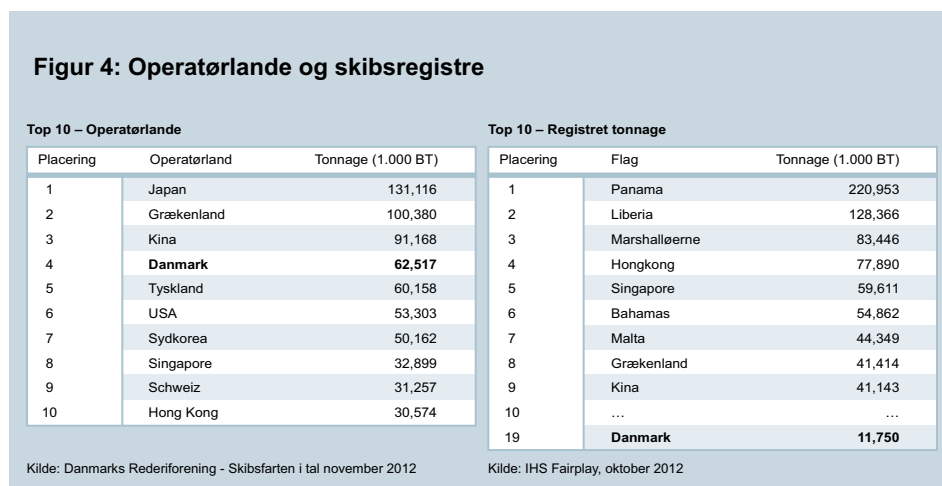 Figur 4: Operatørlande og skibsregistre
Top 10 – Operatørlande
Placering Operatørland Tonnage (1.000 BT)
1 Japan 131,116
2 Grækenland 100,380
3 Kina 91,168
4 Danmark 62,517
5 Tyskland 60,158
6 USA 53,303
7 Sydkorea 50,162
8 Singapore 32,899
9 Schweiz 31,257
10 Hong Kong 30,574
Kilde: Danmarks Rederiforening - Skibsfarten i tal november 2012
Top 10 – Registret tonnage
Placering Flag Tonnage (1.000 BT)
1 Panama 220,953
2 Liberia 128,366
3 Marshalløerne 83,446
4 Hongkong 77,890
5 Singapore 59,611
6 Bahamas 54,862
7 Malta 44,349
8 Grækenland 41,414
9 Kina 41,143
10 … …
19 Danmark 11,750
Kilde: IHS Fairplay, oktober 2012